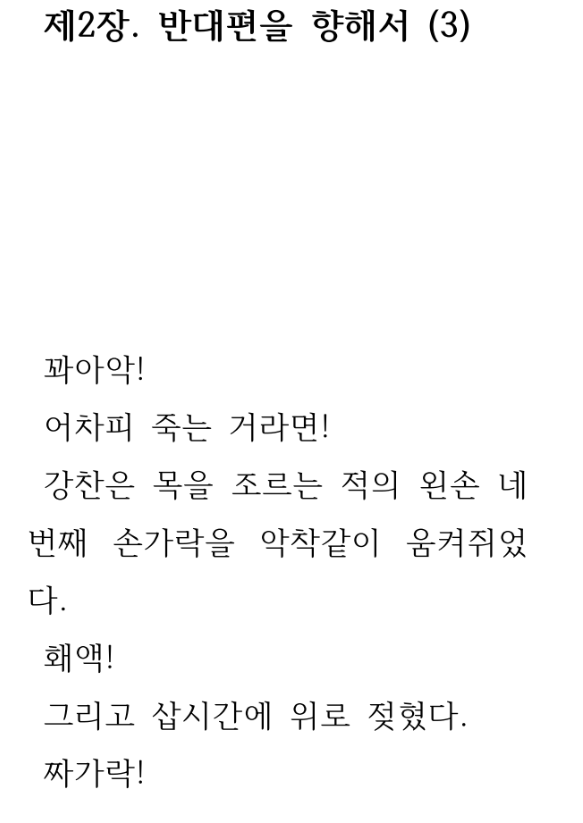 제2장. 반대편을 향해서 (3)
꽈아악!
어차피 죽는 거라면!
강찬은 목을 조르는 적의 왼손 네
번째 손가락을 악착같이 움켜쥐었
다.
홰액!
그리고 삽시간에 위로 젖혔다.
짜가락!